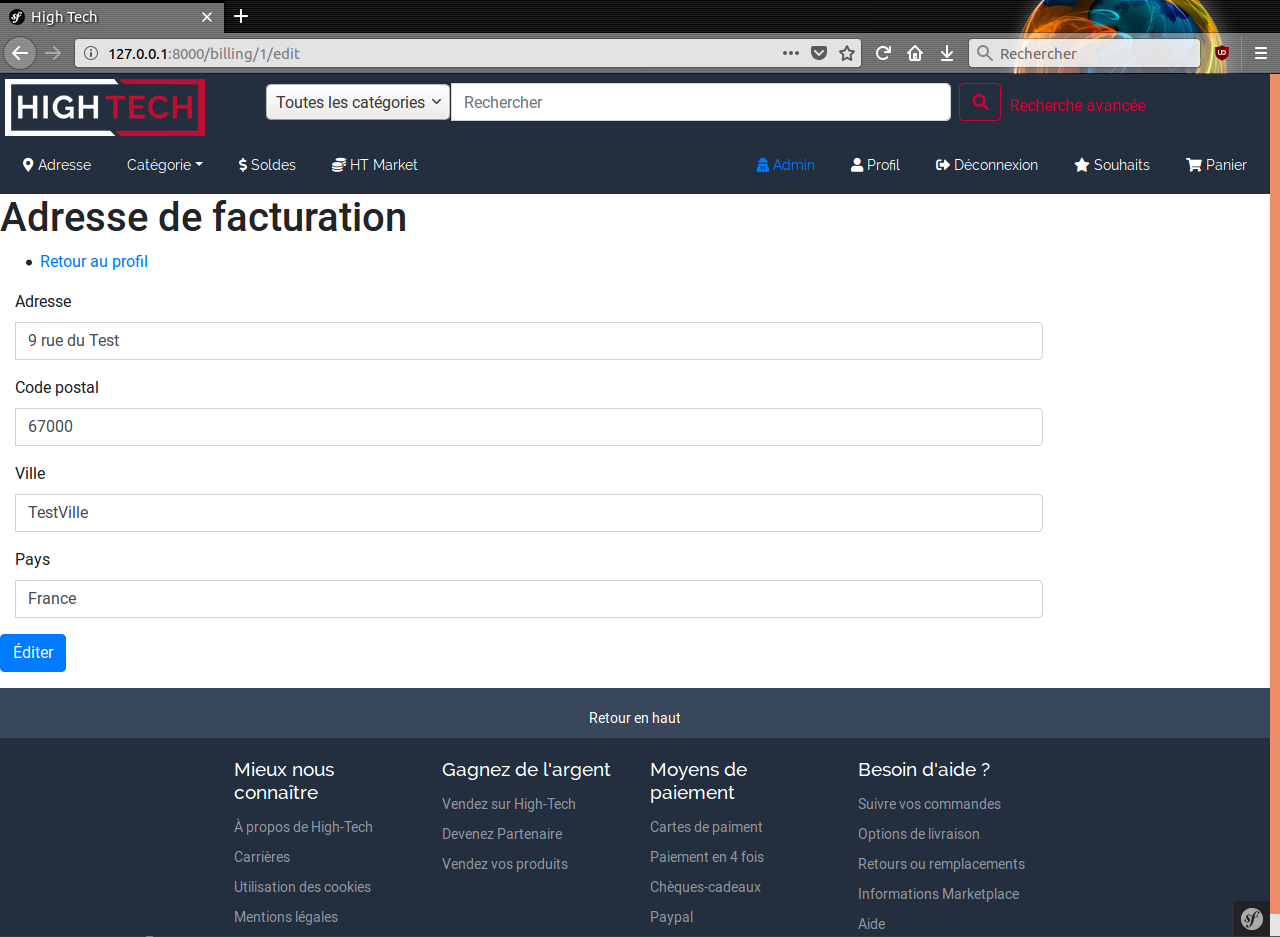 High Tech
127.0.0.1:8000/billing/1/edit
Rechercher
HIGH TECH
Toutes les catégories
Rechercher
Recherche avancée
Adresse
Catégorie
$ Soldes
HT Market
Admin
Profil
Déconnexion
Souhaits
Panier
Adresse de facturation
• Retour au profil
Adresse
9 rue du Test
Code postal
67000
Ville
TestVille
Pays
France
Éditer
Retour en haut
Mieux nous
connaître
À propos de High-Tech
Carrières
Utilisation des cookies
Mentions légales
Gagnez de l'argent
Vendez sur High-Tech
Devenez Partenaire
Vendez vos produits
Moyens de
paiement
Cartes de paiment
Paiement en 4 fois
Chèques-cadeaux
Paypal
Besoin d'aide ?
Suivre vos commandes
Options de livraison
Retours ou remplacements
Informations Marketplace
Aide